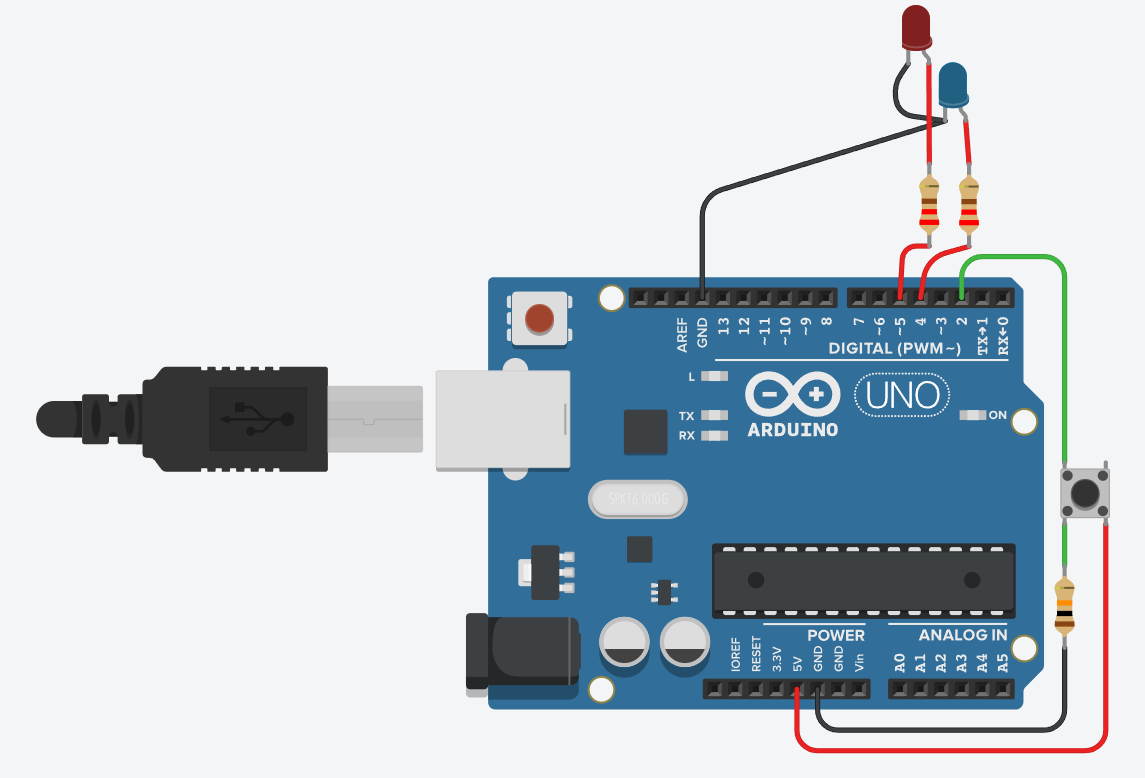 AREF
GND
13
12
~11
~10
~9
8
7
~6
~5
4
~3
2
TX→1
RX←0
DIGITAL (PWM~)
L
TX
RX
ARDUINO
UNO
ON
SPK16.000G
IOREF
RESET
3.3V
5V
GND
GND
Vin
POWER
ANALOG IN
A0
A1
A2
A3
A4
A5